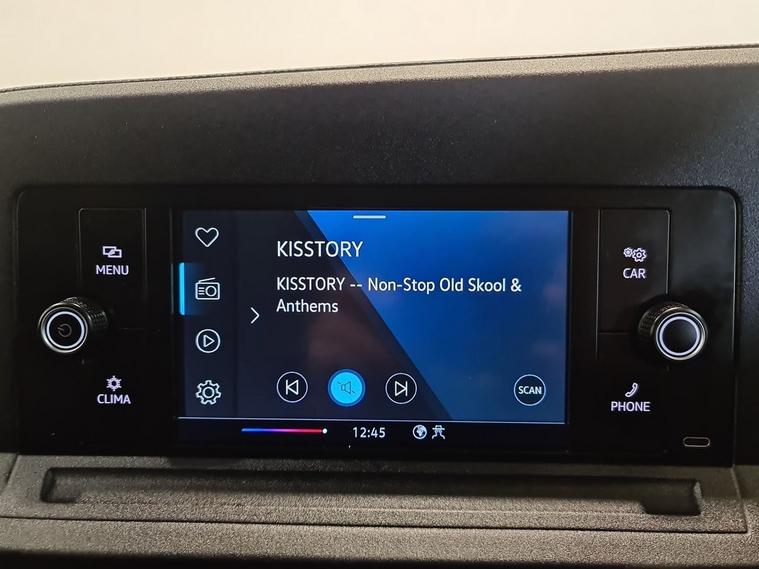 MENU
CLIMA
KISSTORY
KISSTORY -- Non-Stop Old Skool &
Anthems
SCAN
12:45
CAR
PHONE